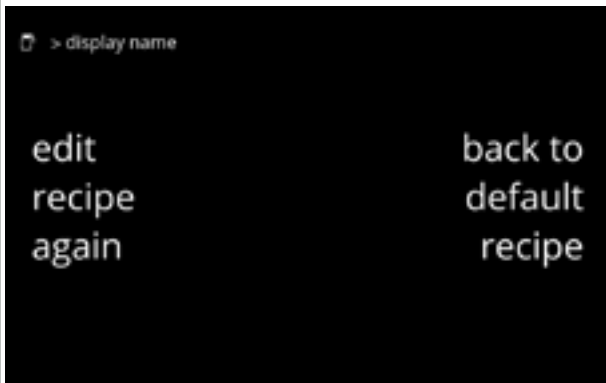 > display name
edit
recipe
again
back to
default
recipe